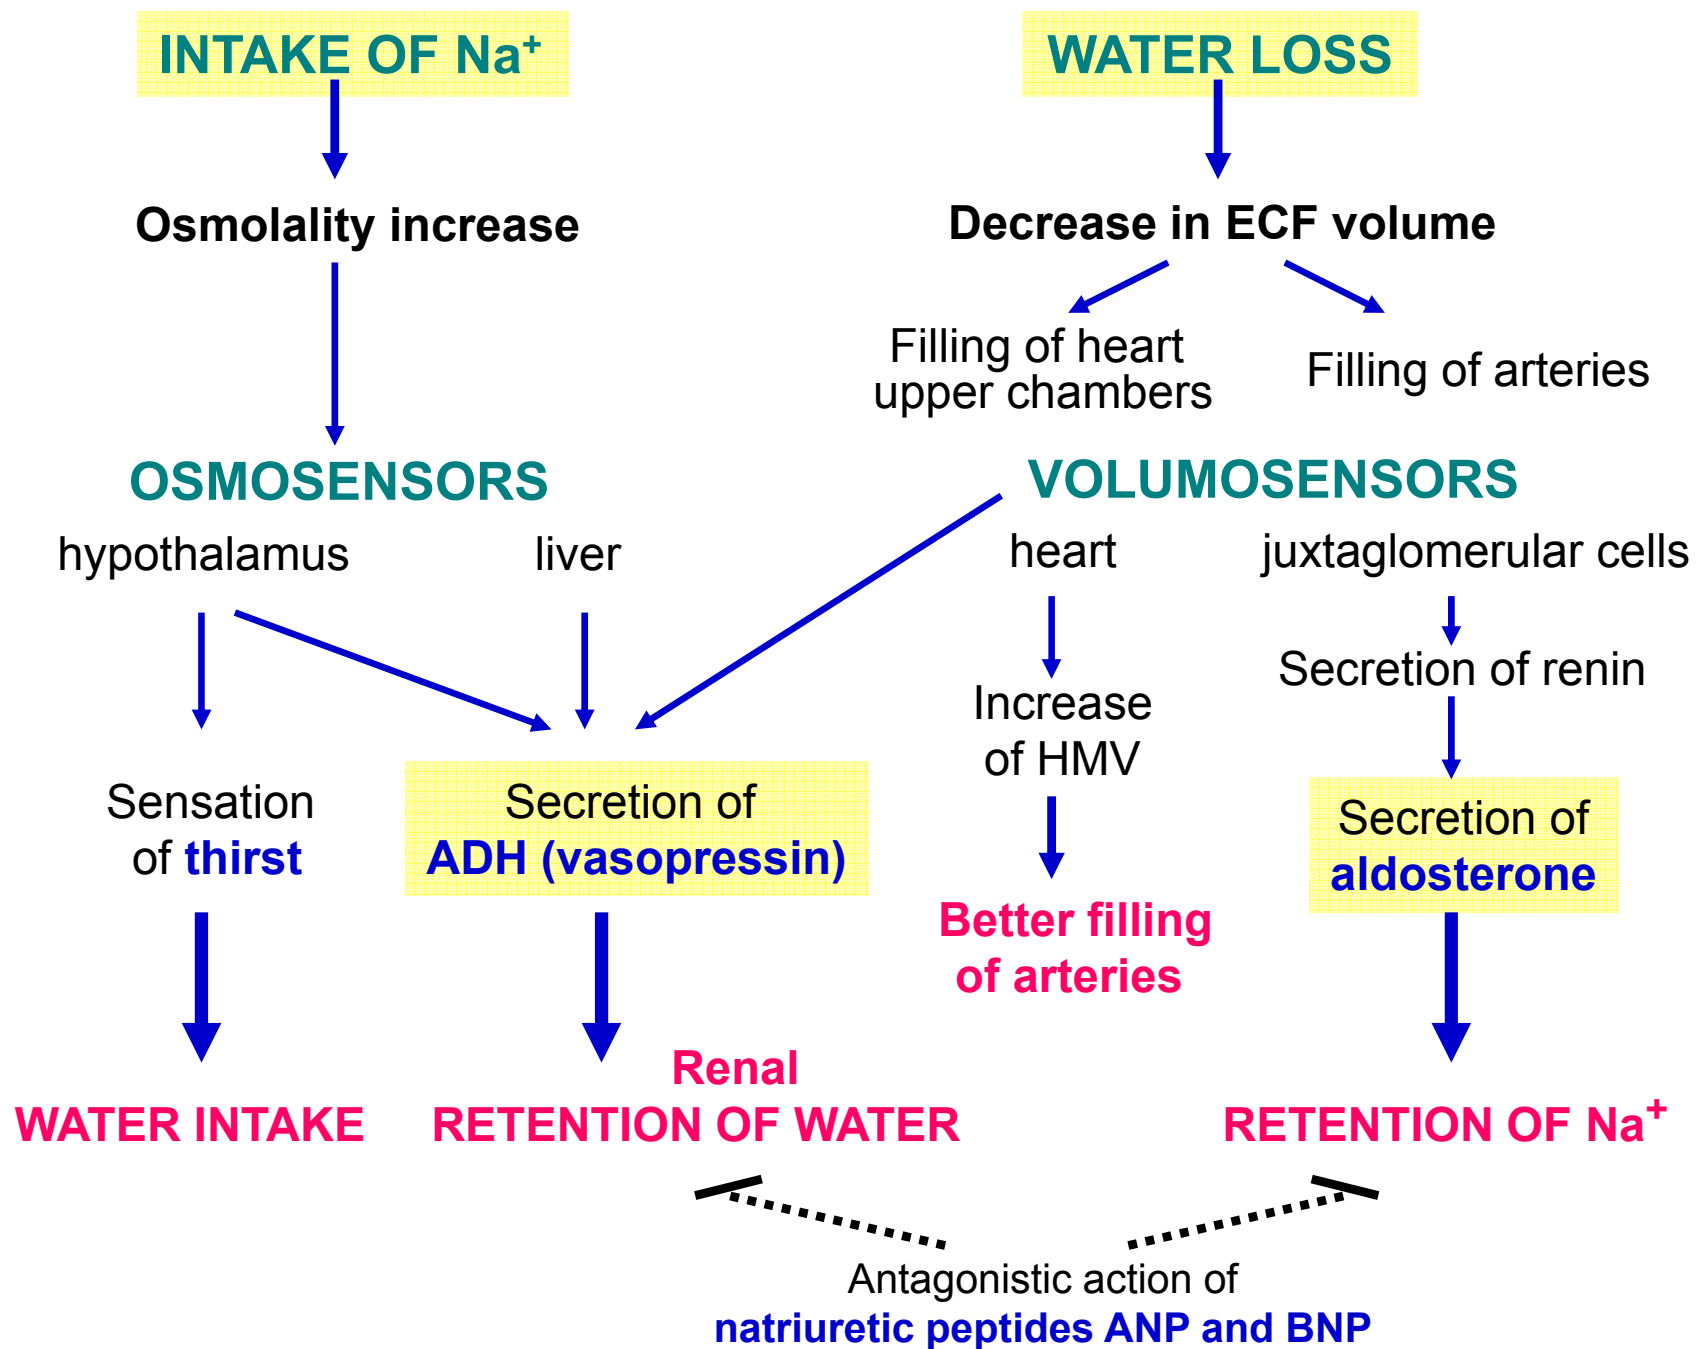 INTAKE OF Na⁺
WATER LOSS
Osmolality increase
Decrease in ECF volume
Filling of heart
upper chambers
Filling of arteries
OSMOSENSORS
VOLUMOSENSORS
hypothalamus
liver
heart
juxtaglomerular cells
Secretion of renin
Increase
of HMV
Sensation
of thirst
Secretion of
ADH (vasopressin)
Secretion of
aldosterone
Better filling
of arteries
WATER INTAKE
Renal
RETENTION OF WATER
RETENTION OF Na⁺
Antagonistic action of
natriuretic peptides ANP and BNP